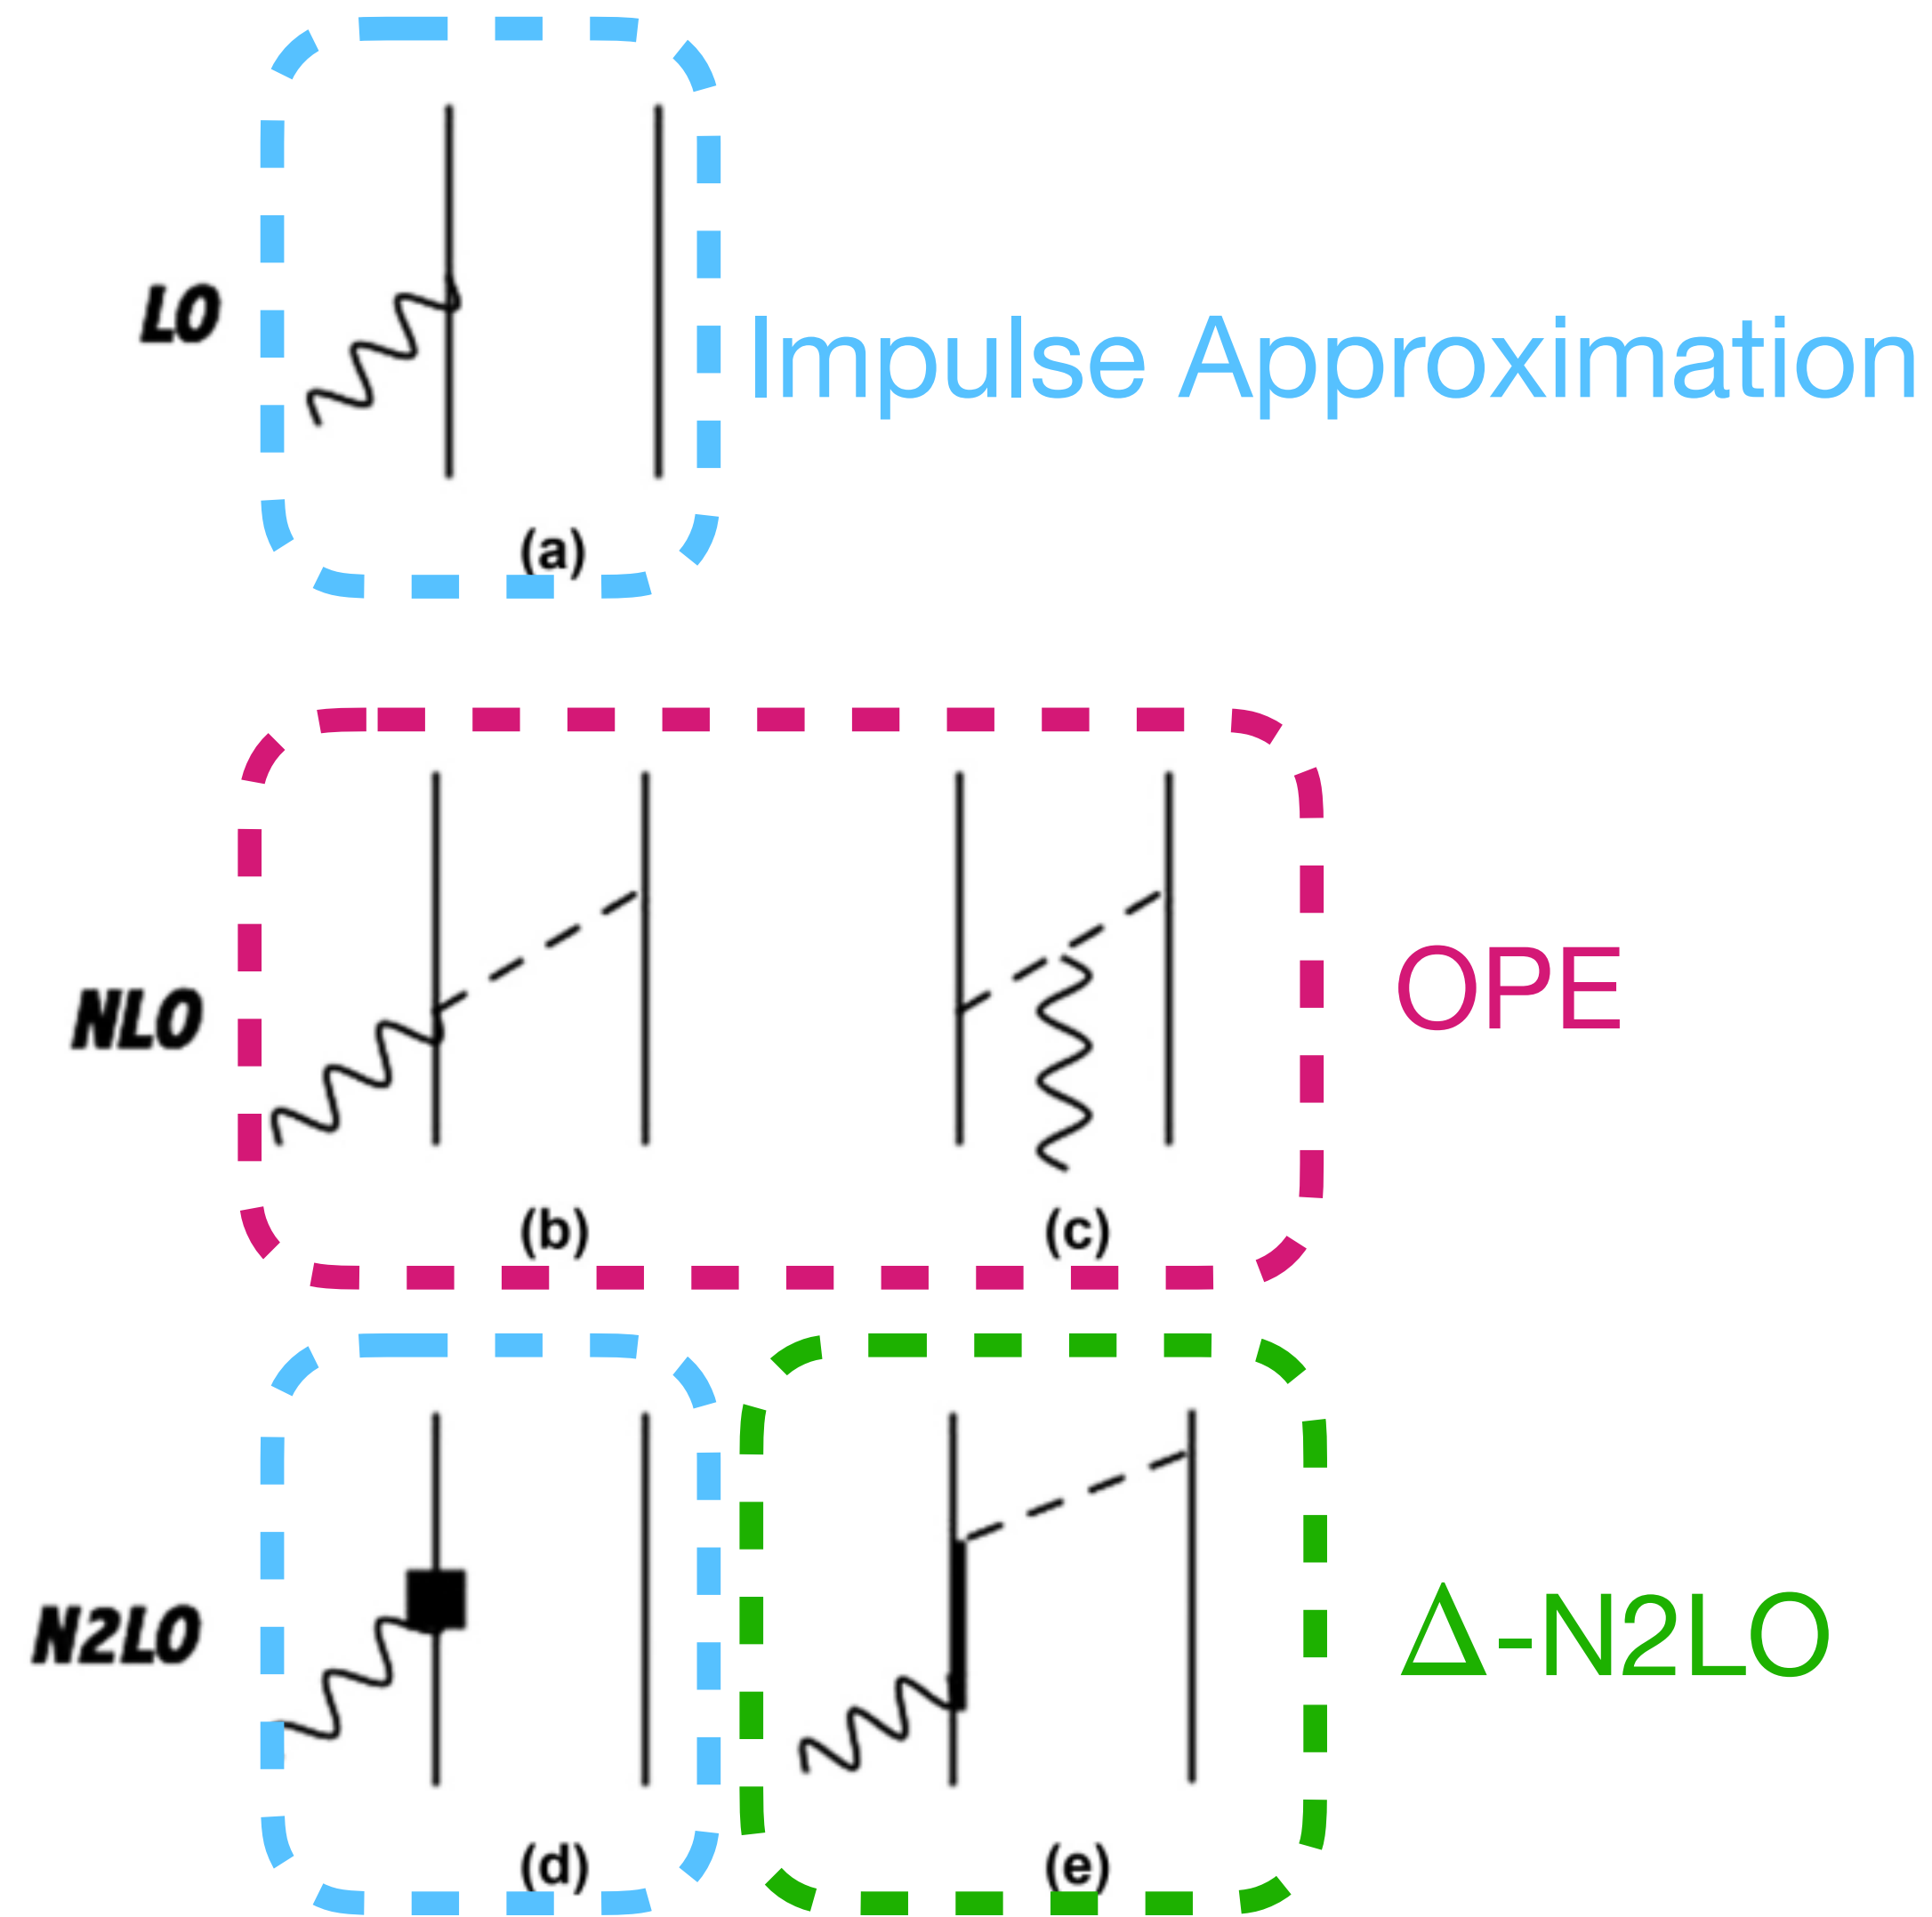 LO
Impulse Approximation
(a)
NLO
OPE
(b)
(c)
N2LO
Δ-N2LO
(d)
(e)